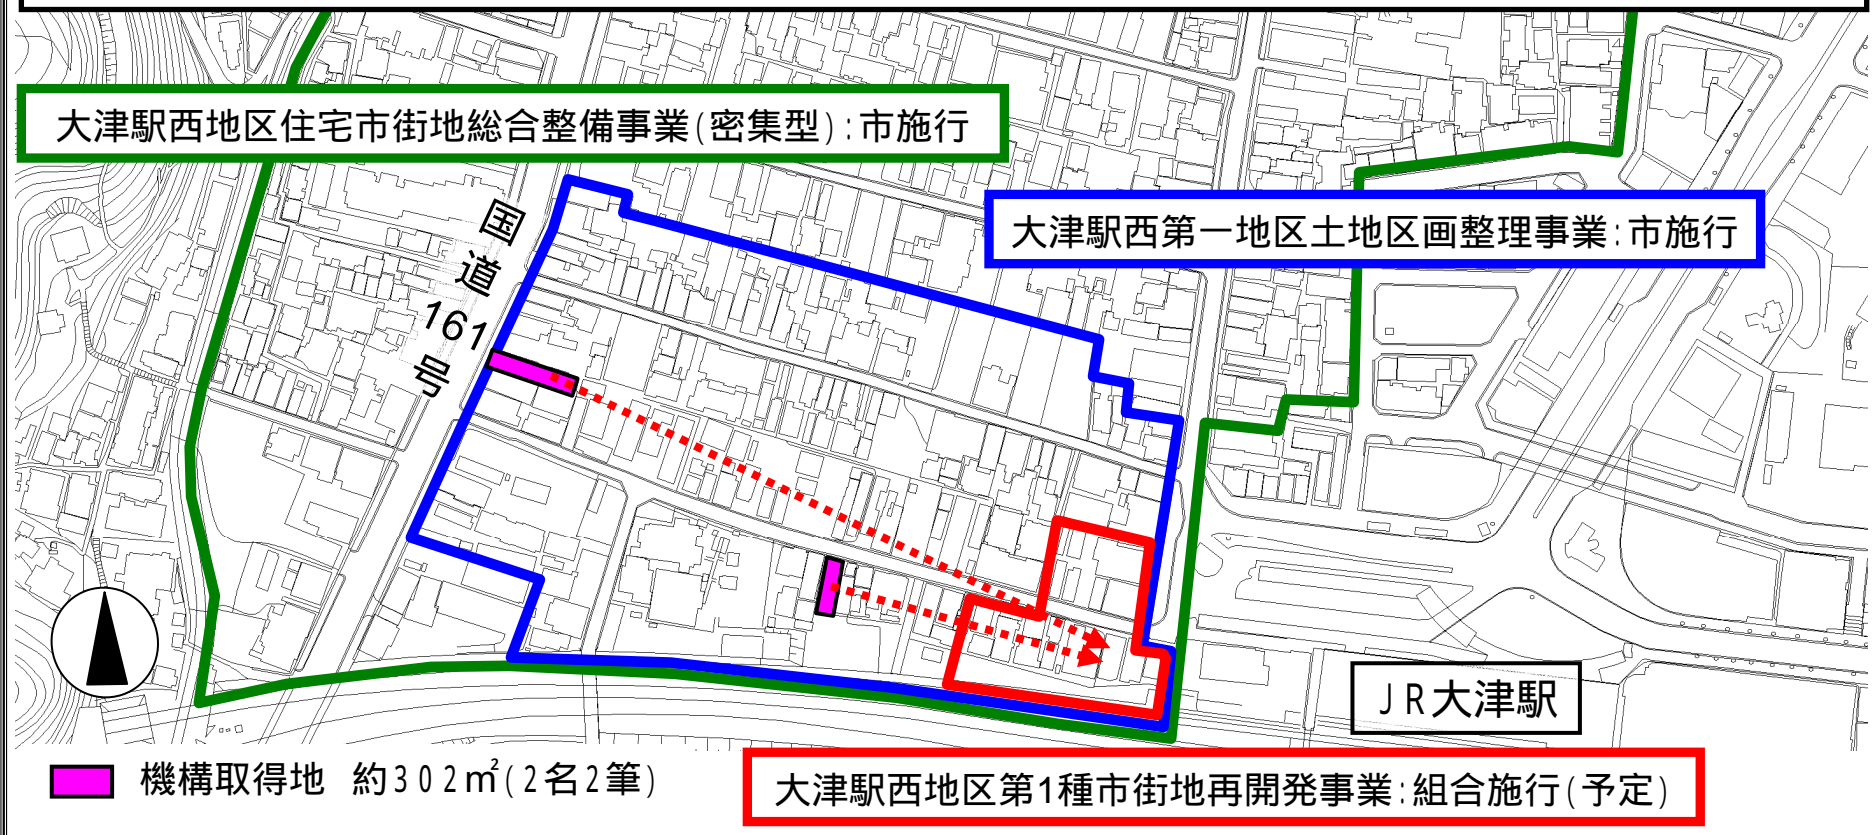 大津駅西地区住宅市街地総合整備事業(密集型):市施行
大津駅西第一地区土地区画整理事業:市施行
国道161号
JR大津駅
機構取得地 約302㎡(2名2筆)
大津駅西地区第1種市街地再開発事業:組合施行(予定)